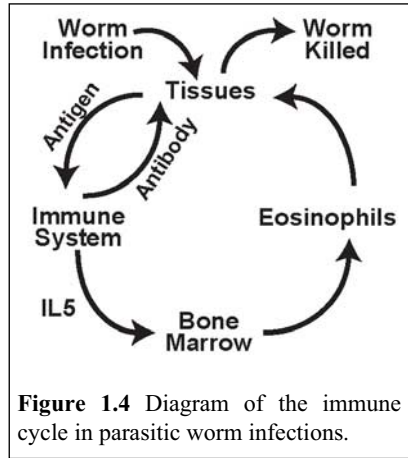 Worm
Infection
Worm
Killed
Tissues
Antigen
Antibody
Immune
System
Eosinophils
IL5
Bone
Marrow
Figure 1.4 Diagram of the immune
cycle in parasitic worm infections.